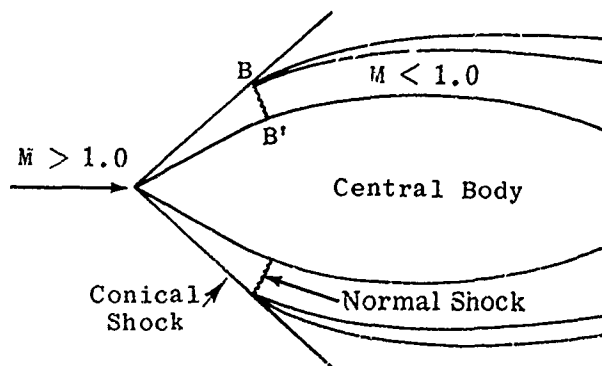 B
M < 1.0
B'
M > 1.0
Central Body
Conical
Shock
Normal Shock